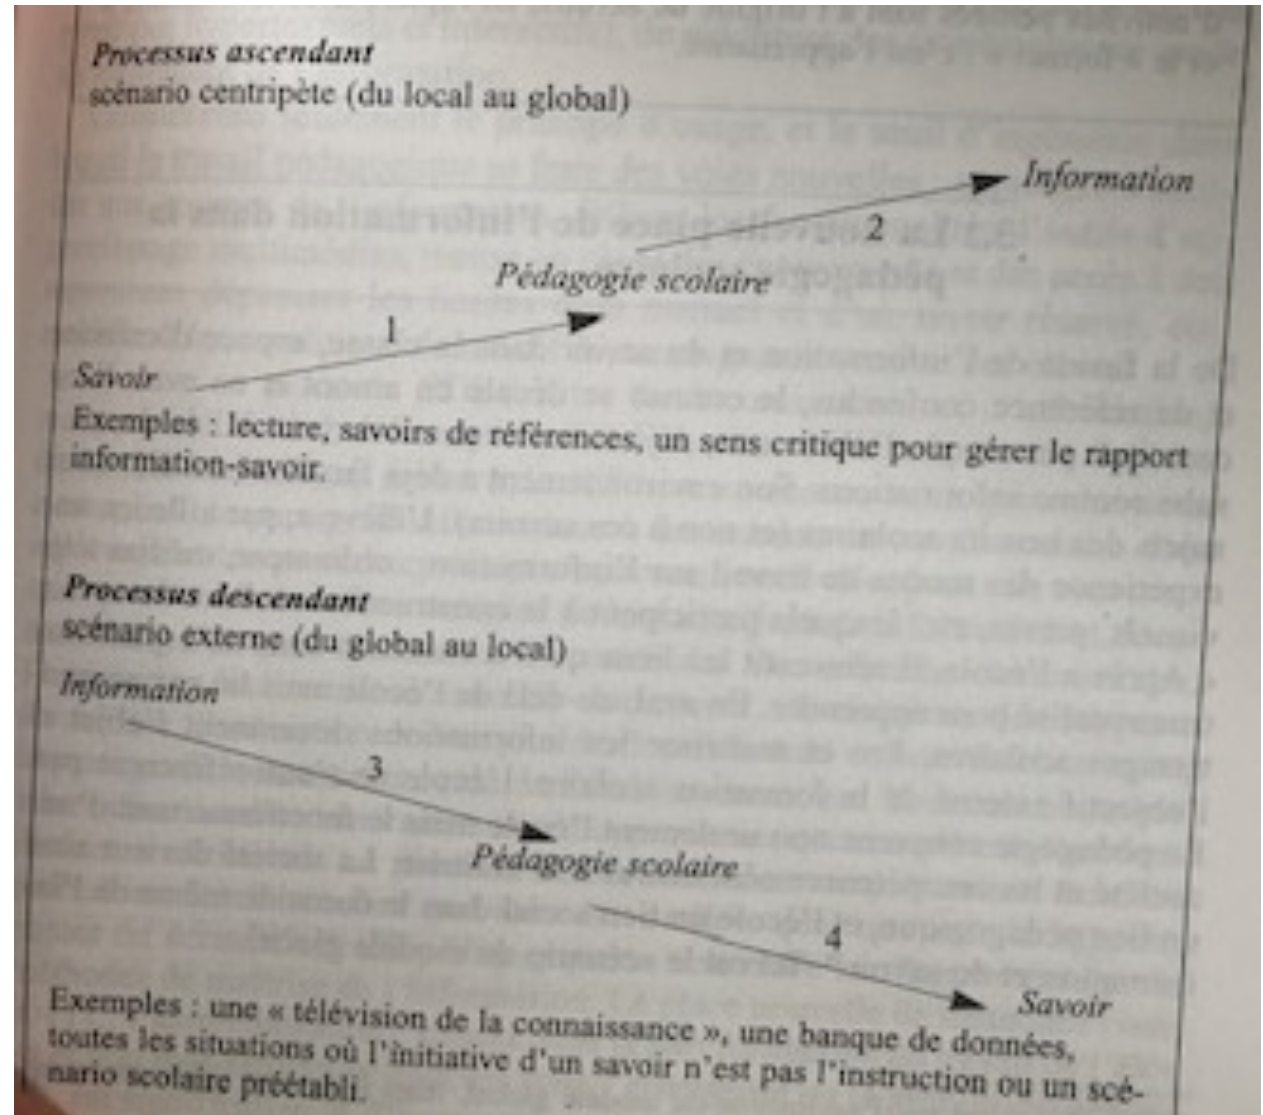 Processus ascendant
scénario centripète (du local au global)
Information
2
Pédagogie scolaire
1
Savoir
Exemples : lecture, savoirs de références, un sens critique pour gérer le rapport
information-savoir.
Processus descendant
scénario externe (du global au local)
Information
3
Pédagogie scolaire
4
Savoir
Exemples : une « télévision de la connaissance », une banque de données,
toutes les situations où l'initiative d'un savoir n'est pas l'instruction ou un scé-
nario scolaire préétabli.